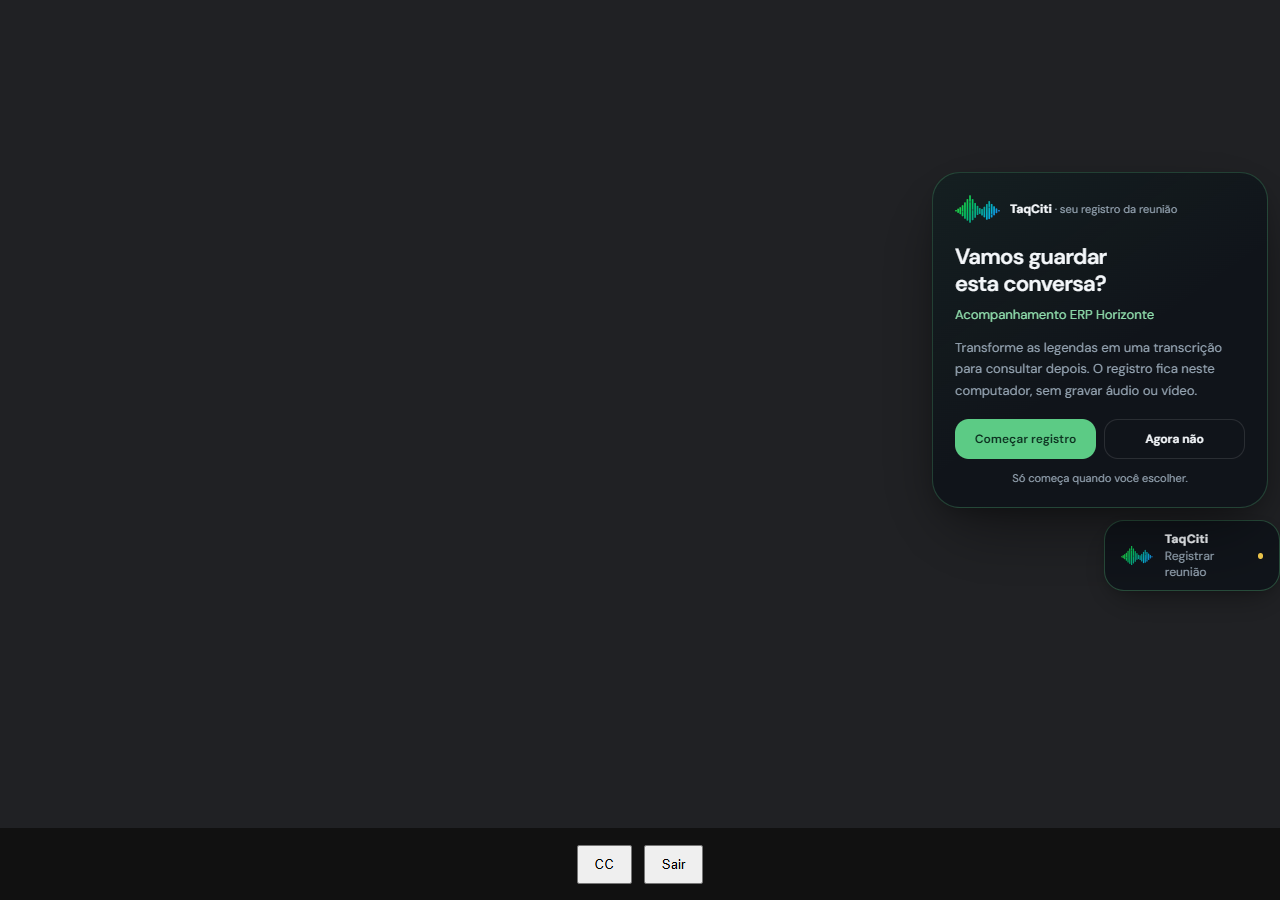 TaqCiti · seu registro da reunião
Vamos guardar
esta conversa?
Acompanhamento ERP Horizonte
Transforme as legendas em uma transcrição
para consultar depois. O registro fica neste
computador, sem gravar áudio ou vídeo.
Começar registro
Agora não
Só começa quando você escolher.
TaqCiti
Registrar
reunião
CC
Sair